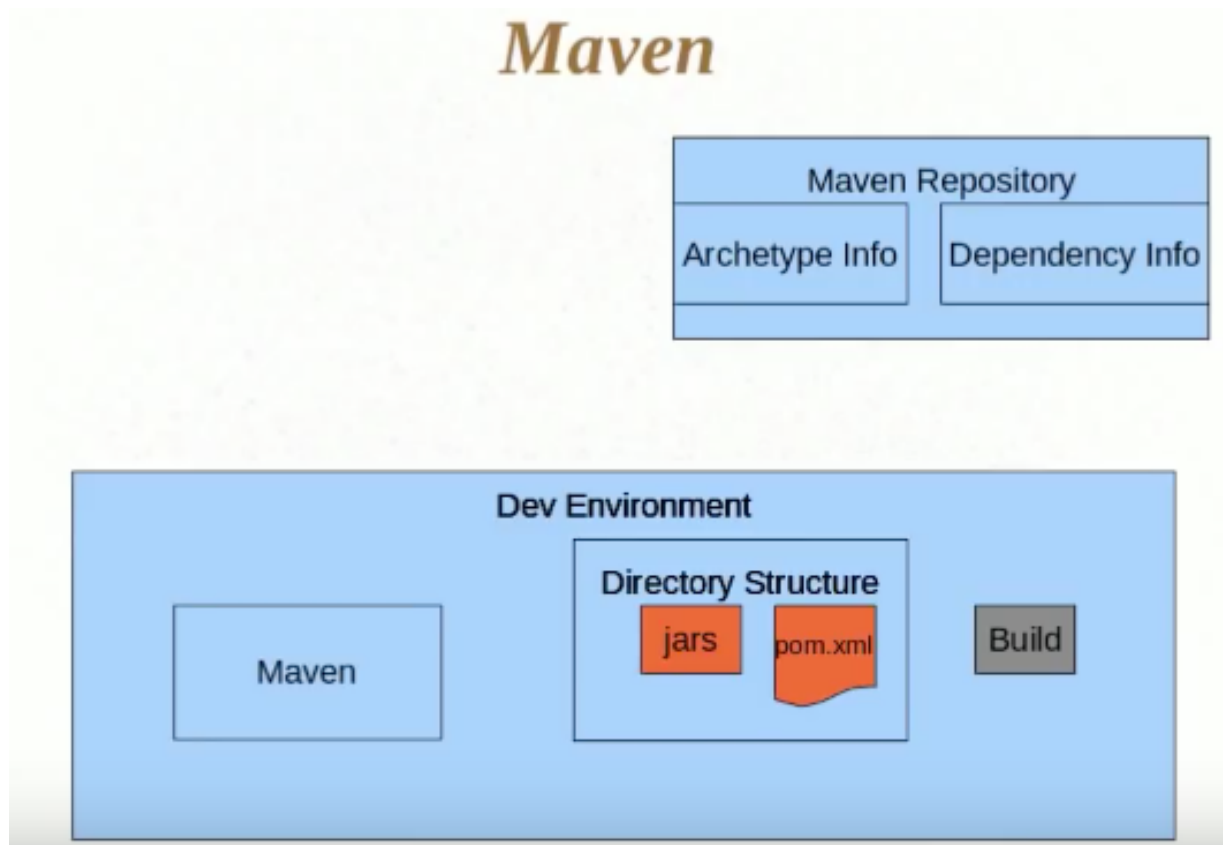 Maven
Maven Repository
Archetype Info
Dependency Info
Dev Environment
Directory Structure
jars
pom.xml
Build
Maven